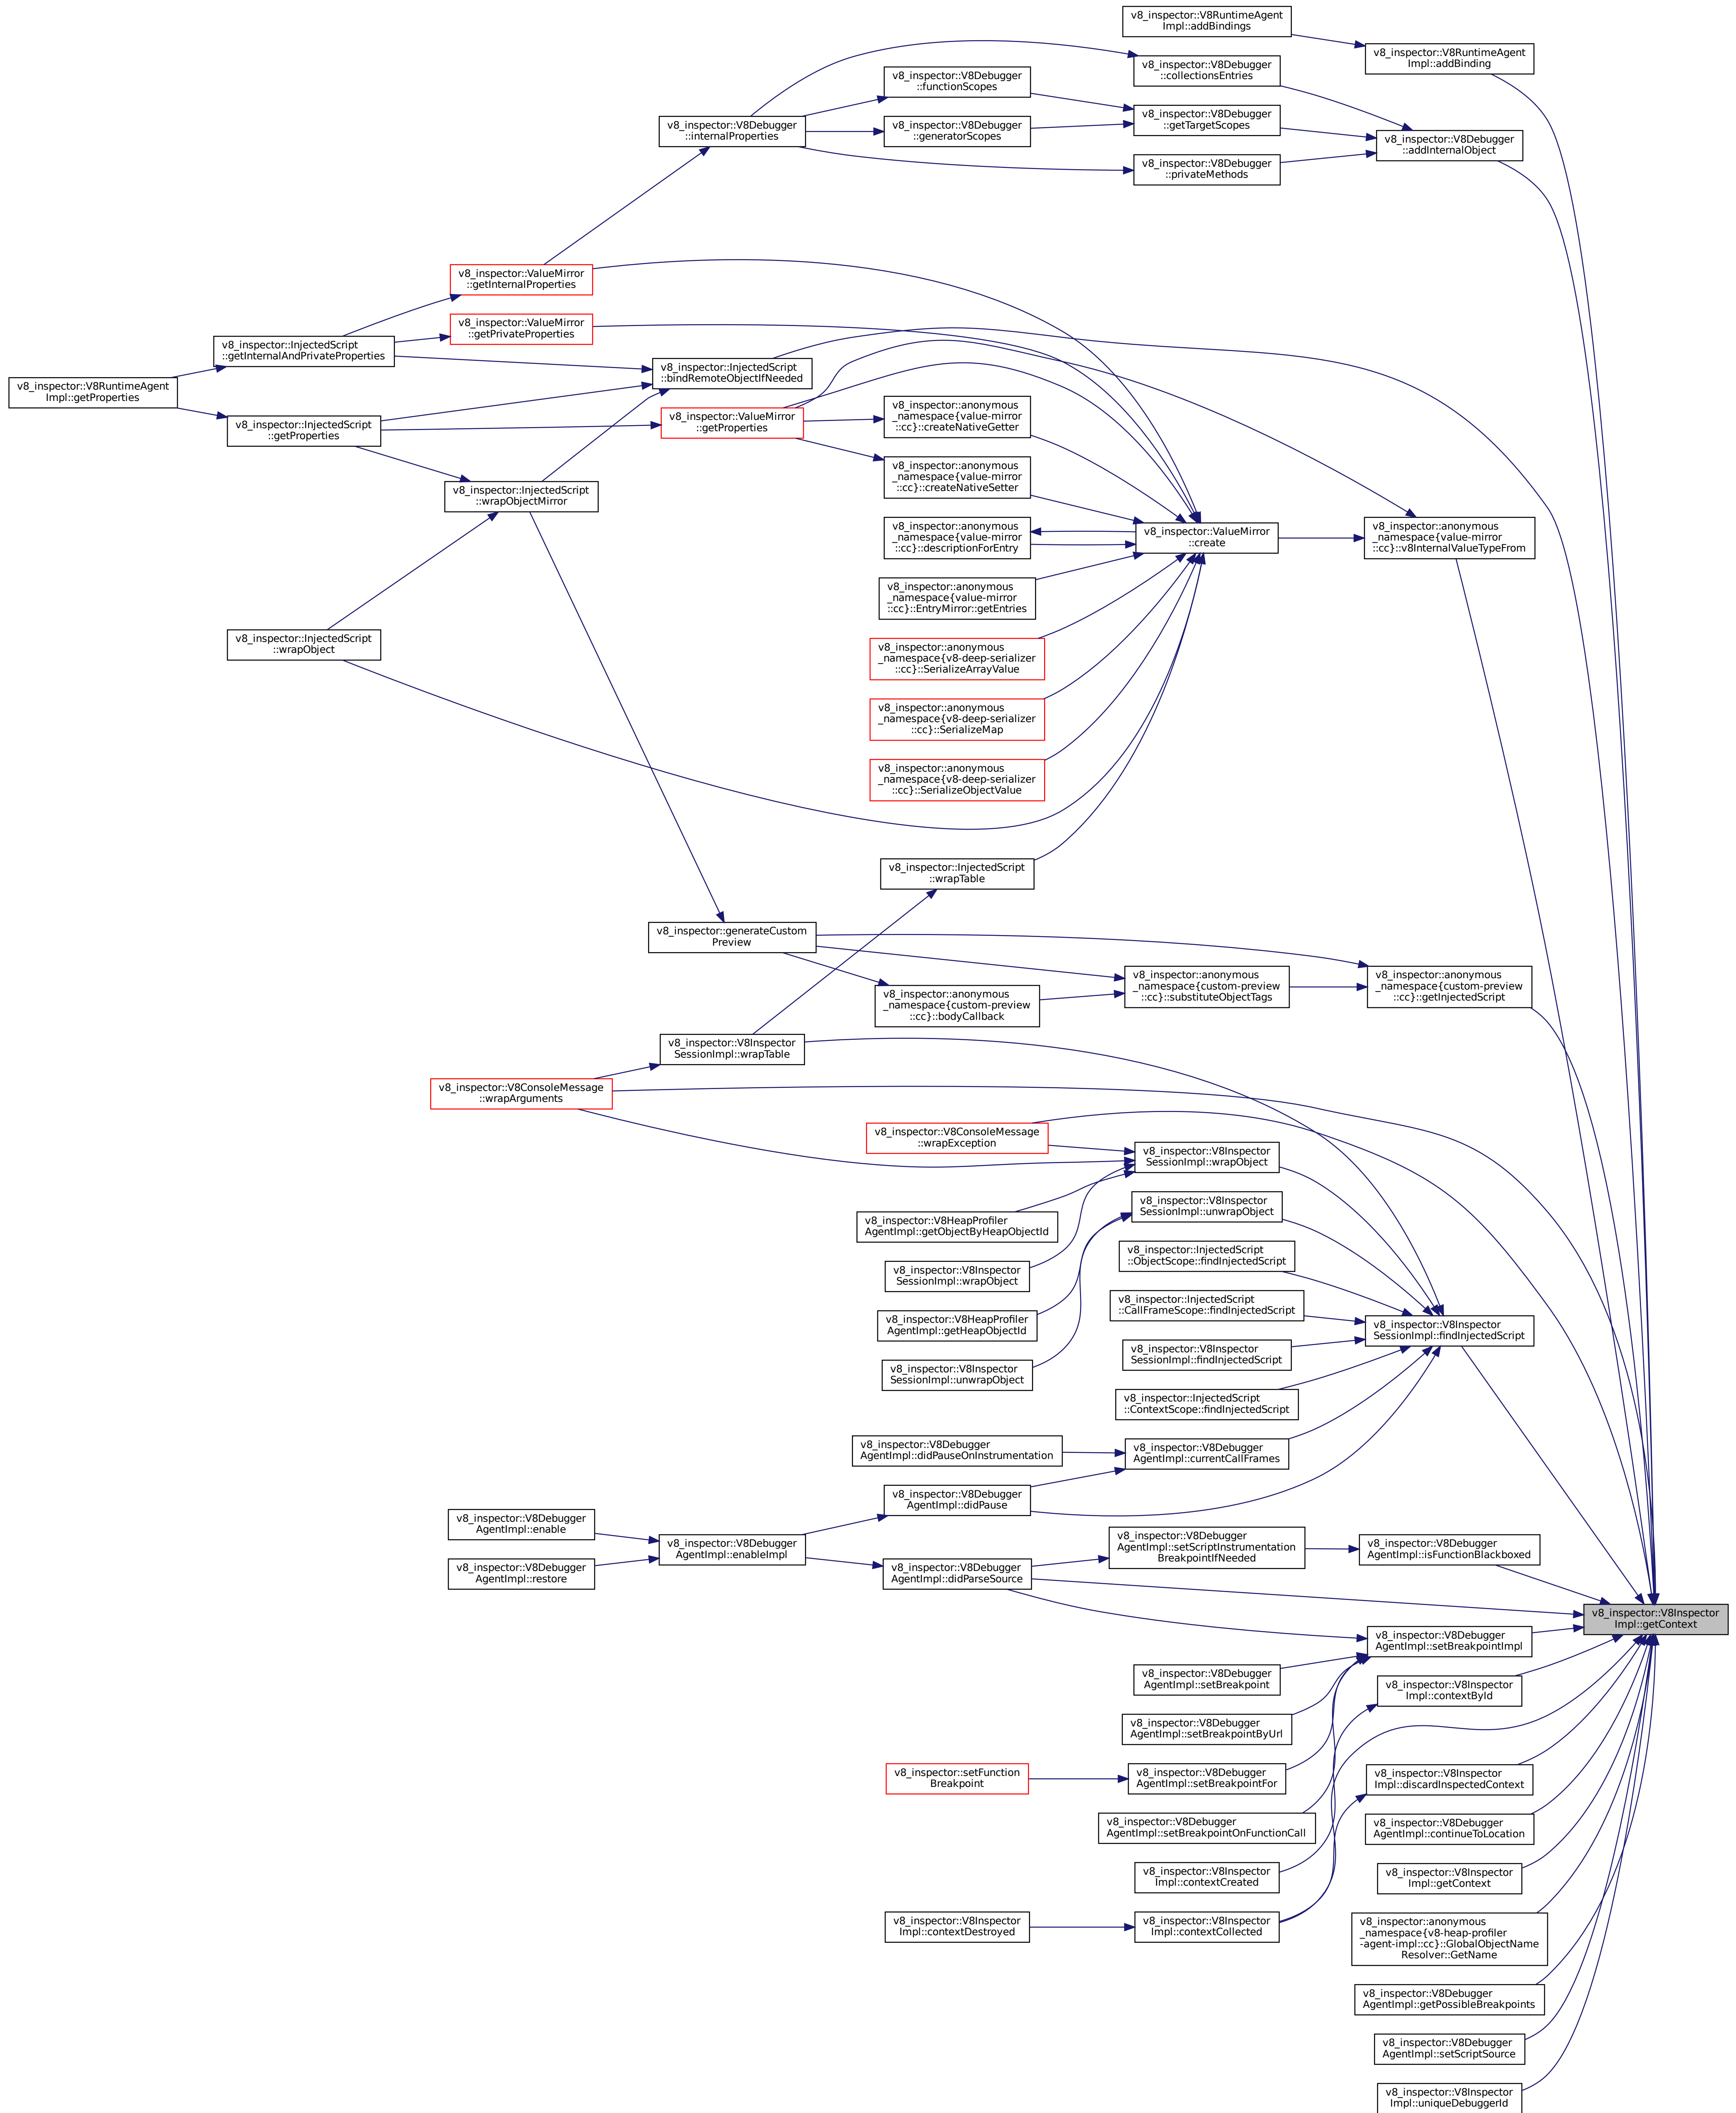 v8_inspector::V8RuntimeAgent
Impl::addBindings
v8_inspector::V8RuntimeAgent
Impl::addBinding
v8_inspector::V8Debugger
::collectionsEntries
v8_inspector::V8Debugger
::functionScopes
v8_inspector::V8Debugger
::getTargetScopes
v8_inspector::V8Debugger
::internalProperties
v8_inspector::V8Debugger
::generatorScopes
v8_inspector::V8Debugger
::addInternalObject
v8_inspector::V8Debugger
::privateMethods
v8_inspector::ValueMirror
::getInternalProperties
v8_inspector::ValueMirror
::getPrivateProperties
v8_inspector::InjectedScript
::getInternalAndPrivateProperties
v8_inspector::InjectedScript
::bindRemoteObjectIfNeeded
v8_inspector::V8RuntimeAgent
Impl::getProperties
v8_inspector::InjectedScript
::getProperties
v8_inspector::ValueMirror
::getProperties
v8_inspector::anonymous
_namespace{value-mirror
::cc}::createNativeGetter
v8_inspector::anonymous
_namespace{value-mirror
::cc}::createNativeSetter
v8_inspector::InjectedScript
::wrapObjectMirror
v8_inspector::anonymous
_namespace{value-mirror
::cc}::descriptionForEntry
v8_inspector::ValueMirror
::create
v8_inspector::anonymous
_namespace{value-mirror
::cc}::v8InternalValueTypeFrom
v8_inspector::anonymous
_namespace{value-mirror
::cc}::EntryMirror::getEntries
v8_inspector::InjectedScript
::wrapObject
v8_inspector::anonymous
_namespace{v8-deep-serializer
::cc}::SerializeArrayValue
v8_inspector::anonymous
_namespace{v8-deep-serializer
::cc}::SerializeMap
v8_inspector::anonymous
_namespace{v8-deep-serializer
::cc}::SerializeObjectValue
v8_inspector::InjectedScript
::wrapTable
v8_inspector::generateCustom
Preview
v8_inspector::anonymous
_namespace{custom-preview
::cc}::bodyCallback
v8_inspector::anonymous
_namespace{custom-preview
::cc}::substituteObjectTags
v8_inspector::anonymous
_namespace{custom-preview
::cc}::getInjectedScript
v8_inspector::V8Inspector
SessionImpl::wrapTable
v8_inspector::V8ConsoleMessage
::wrapArguments
v8_inspector::V8ConsoleMessage
::wrapException
v8_inspector::V8Inspector
SessionImpl::wrapObject
v8_inspector::V8HeapProfiler
AgentImpl::getObjectByHeapObjectId
v8_inspector::V8Inspector
SessionImpl::unwrapObject
v8_inspector::V8Inspector
SessionImpl::wrapObject
v8_inspector::InjectedScript
::ObjectScope::findInjectedScript
v8_inspector::V8HeapProfiler
AgentImpl::getHeapObjectId
v8_inspector::InjectedScript
::CallFrameScope::findInjectedScript
v8_inspector::V8Inspector
SessionImpl::findInjectedScript
v8_inspector::V8Inspector
SessionImpl::unwrapObject
v8_inspector::V8Inspector
SessionImpl::findInjectedScript
v8_inspector::InjectedScript
::ContextScope::findInjectedScript
v8_inspector::V8Debugger
AgentImpl::didPauseOnInstrumentation
v8_inspector::V8Debugger
AgentImpl::currentCallFrames
v8_inspector::V8Debugger
AgentImpl::didPause
v8_inspector::V8Debugger
AgentImpl::enable
v8_inspector::V8Debugger
AgentImpl::enableImpl
v8_inspector::V8Debugger
AgentImpl::restore
v8_inspector::V8Debugger
AgentImpl::didParseSource
v8_inspector::V8Debugger
AgentImpl::setScriptInstrumentation
BreakpointIfNeeded
v8_inspector::V8Debugger
AgentImpl::isFunctionBlackboxed
v8_inspector::V8Inspector
Impl::getContext
v8_inspector::V8Debugger
AgentImpl::setBreakpointImpl
v8_inspector::V8Debugger
AgentImpl::setBreakpoint
v8_inspector::V8Inspector
Impl::contextById
v8_inspector::V8Debugger
AgentImpl::setBreakpointByUrl
v8_inspector::setFunction
Breakpoint
v8_inspector::V8Debugger
AgentImpl::setBreakpointFor
v8_inspector::V8Inspector
Impl::discardInspectedContext
v8_inspector::V8Debugger
AgentImpl::setBreakpointOnFunctionCall
v8_inspector::V8Debugger
AgentImpl::continueToLocation
v8_inspector::V8Inspector
Impl::contextCreated
v8_inspector::V8Inspector
Impl::getContext
v8_inspector::V8Inspector
Impl::contextDestroyed
v8_inspector::V8Inspector
Impl::contextCollected
v8_inspector::anonymous
_namespace{v8-heap-profiler
-agent-impl::cc}::GlobalObjectName
Resolver::GetName
v8_inspector::V8Debugger
AgentImpl::getPossibleBreakpoints
v8_inspector::V8Debugger
AgentImpl::setScriptSource
v8_inspector::V8Inspector
Impl::uniqueDebuggerId